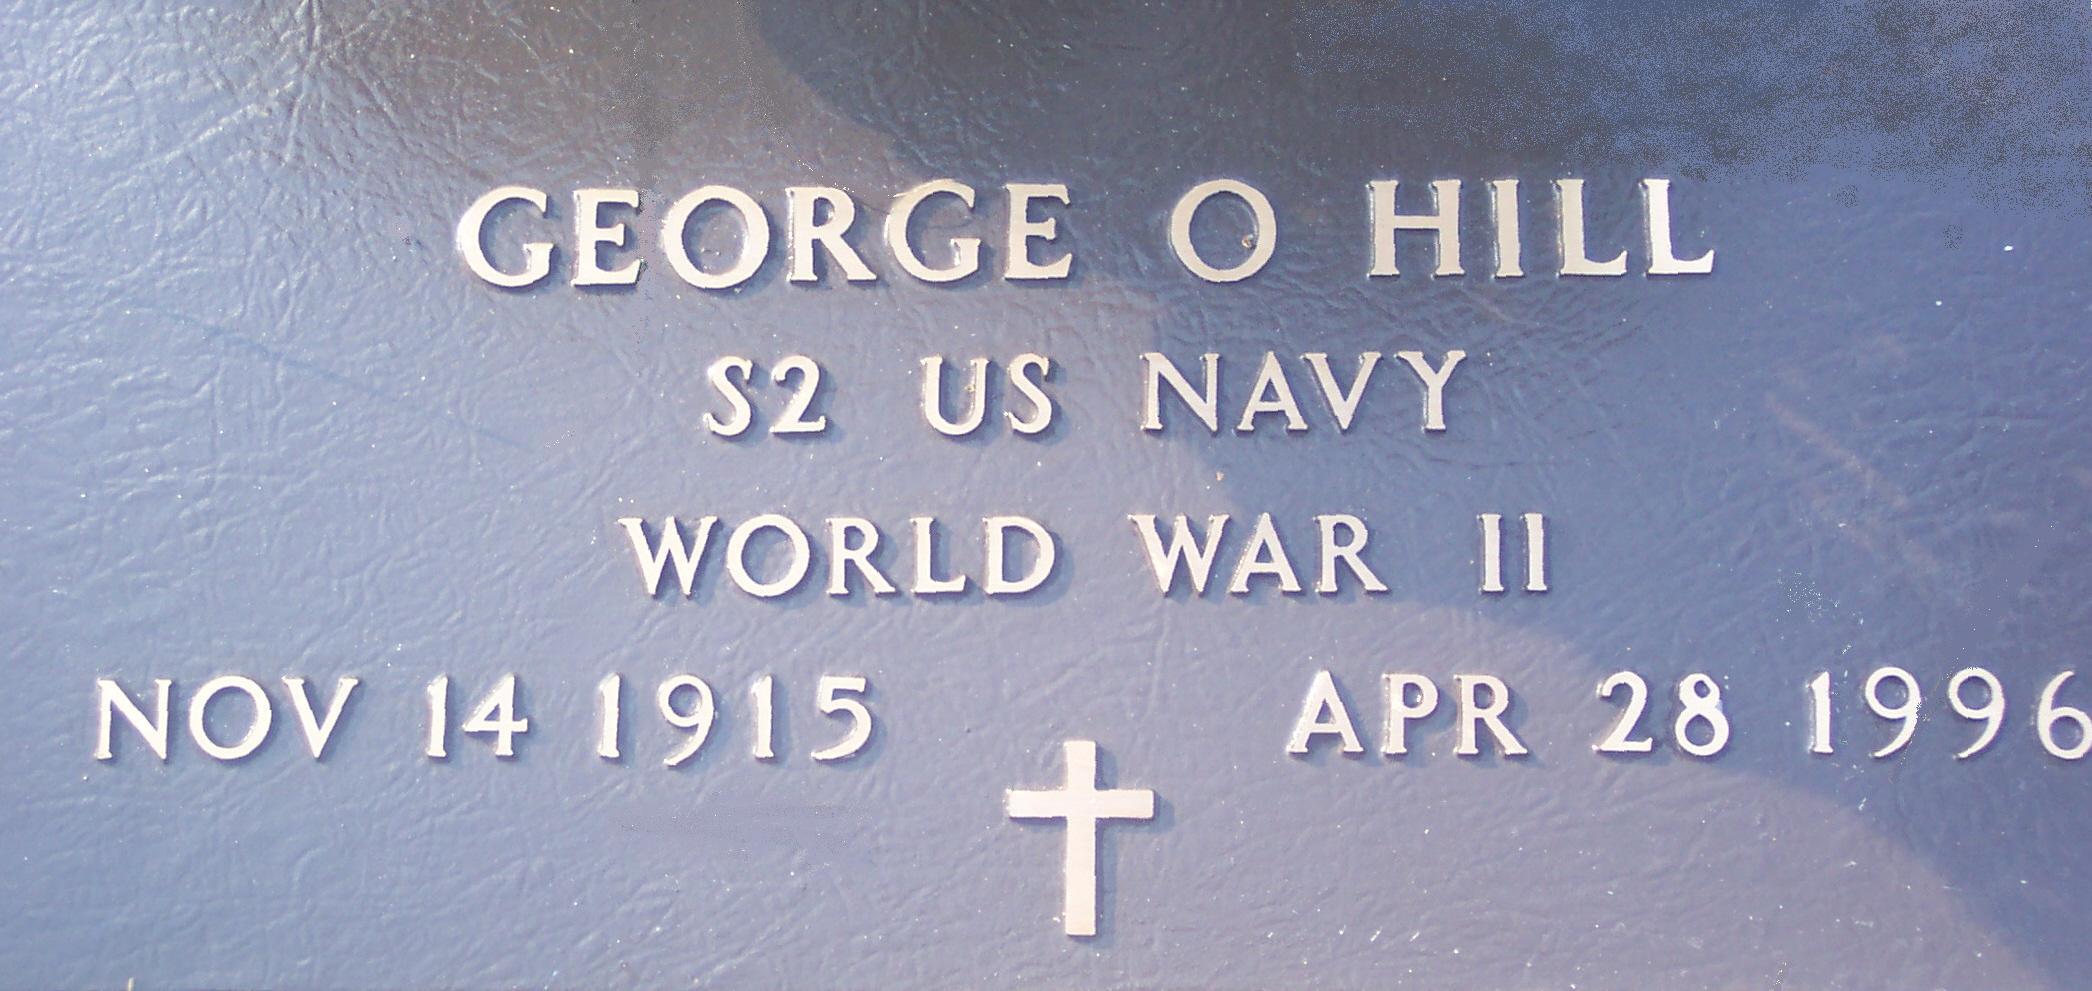 GEORGE O HILL
S2 US NAVY
WORLD WAR II
NOV 14 1915 APR 28 1996